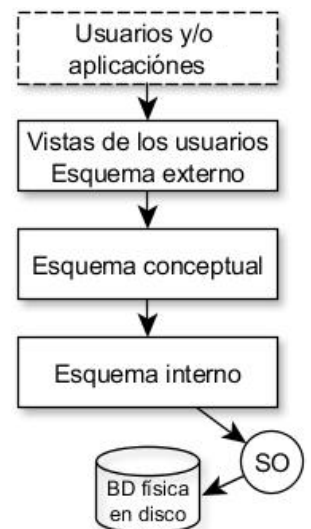 Usuarios y/o
aplicaciónes
Vistas de los usuarios
Esquema externo
Esquema conceptual
Esquema interno
SO
BD física
en disco